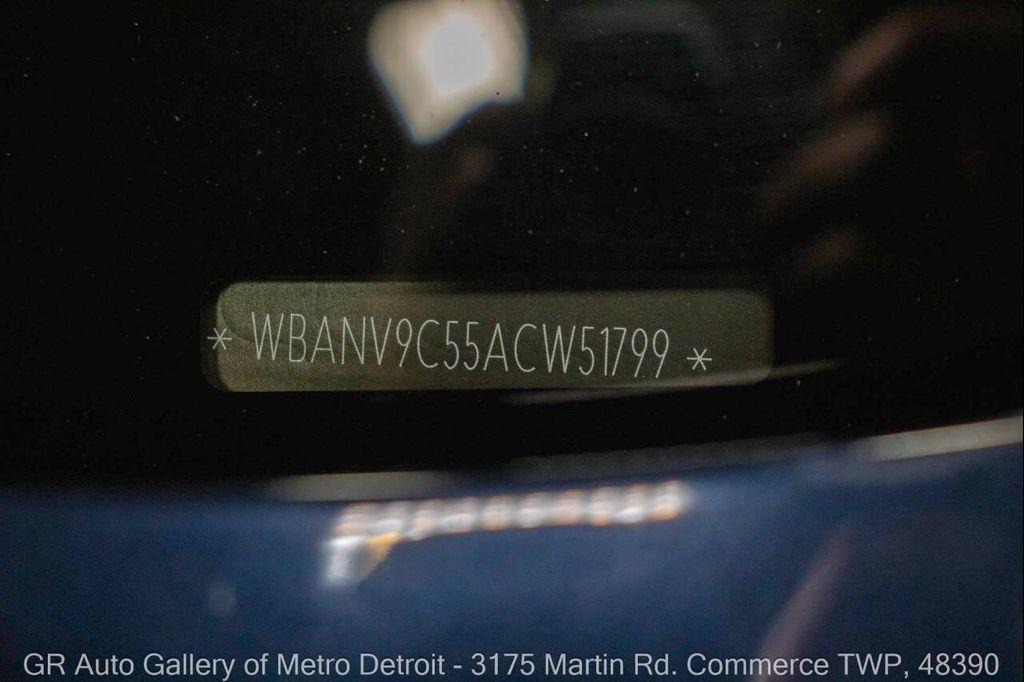 * WBANV9C55ACW51799 *
GR Auto Gallery of Metro Detroit - 3175 Martin Rd. Commerce TWP, 48390